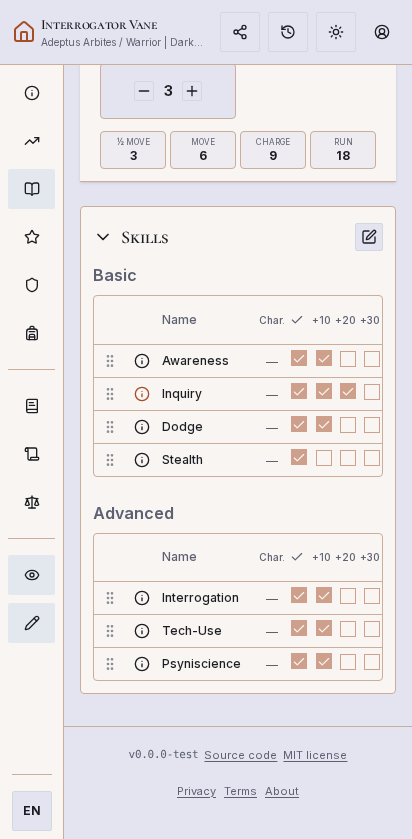 Interrogator Vane
Adeptus Arbites / Warrior | Dark...
3
½ MOVE
3
MOVE
6
CHARGE
9
RUN
18
Skills
Basic
Name Char. +10 +20 +30
Awareness —
Inquiry —
Dodge —
Stealth —
Advanced
Name Char. +10 +20 +30
Interrogation —
Tech-Use —
Psyniscience —
v0.0.0-test Source code MIT license
Privacy Terms About
EN